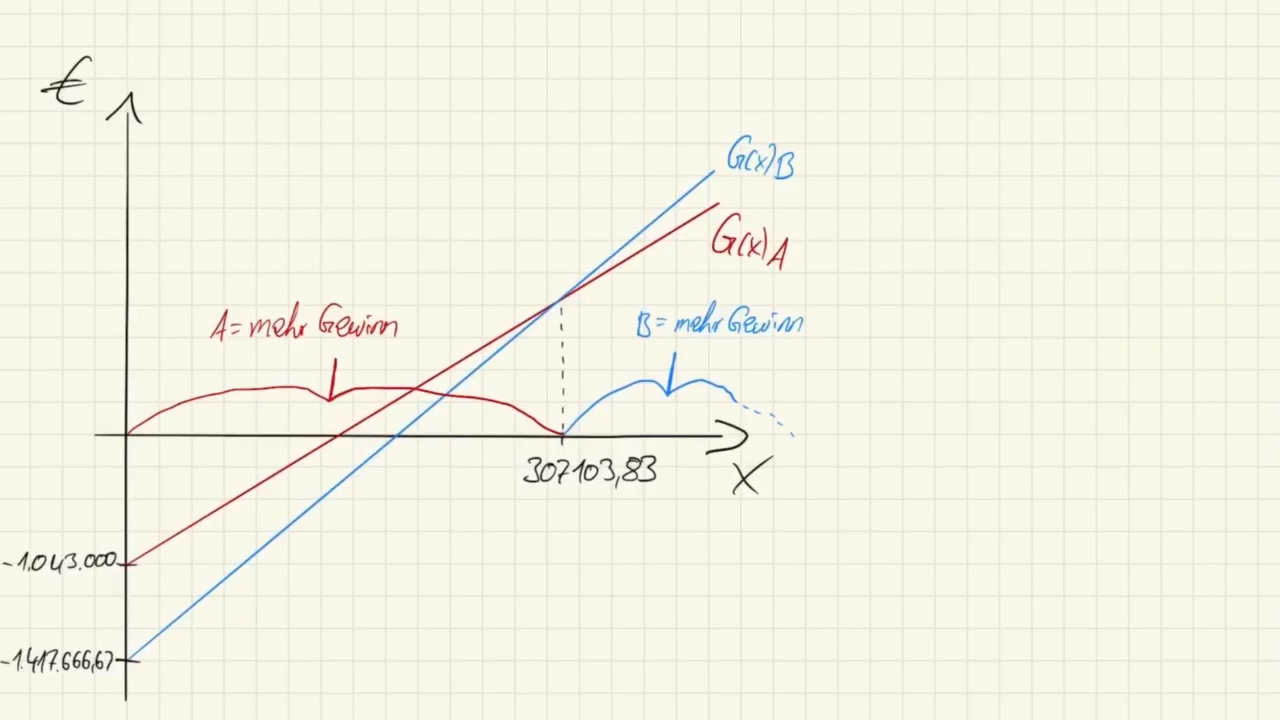 €
G(x)B
G(x)A
A = mehr Gewinn
B = mehr Gewinn
307103,83
X
-1.043.000
-1.417.666,67